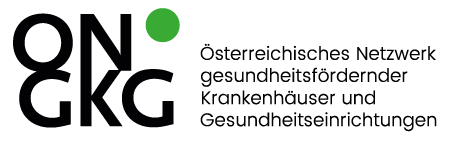 ON
GKG
Österreichisches Netzwerk
gesundheitsfördernder
Krankenhäuser und
Gesundheitseinrichtungen